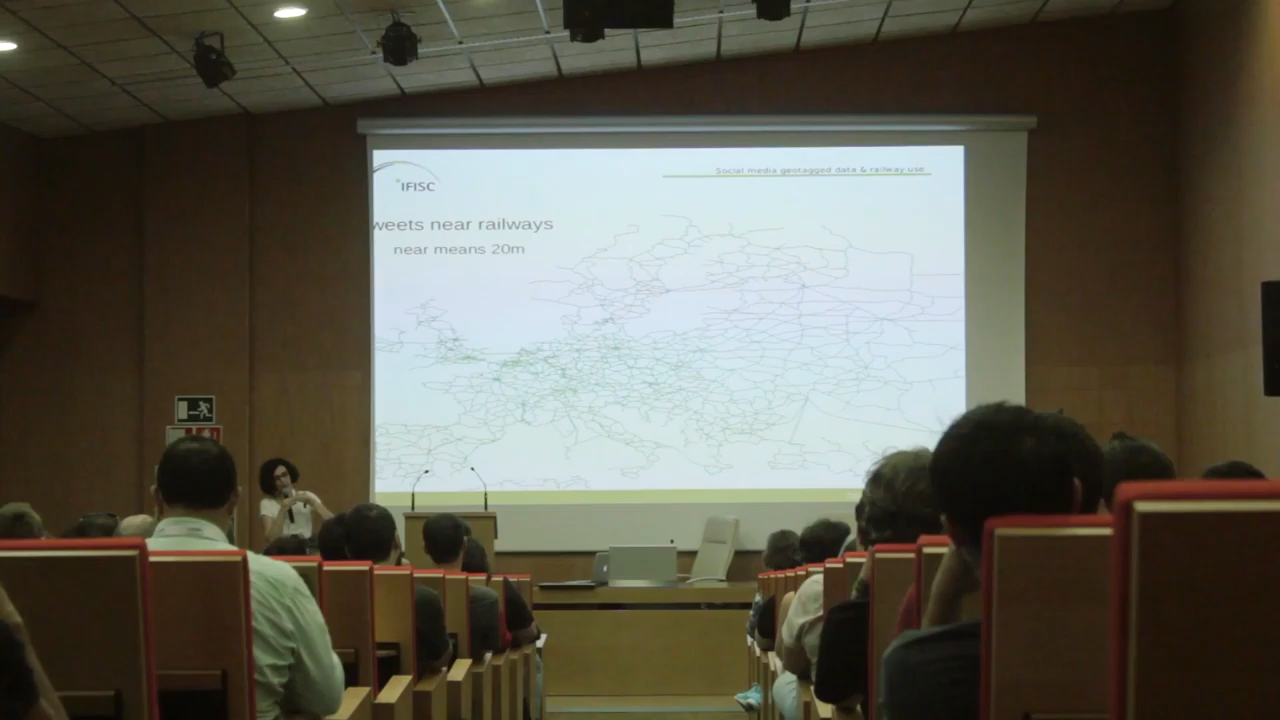 IFISC
Social media geotagged data & railway use
weets near railways
near means 20m